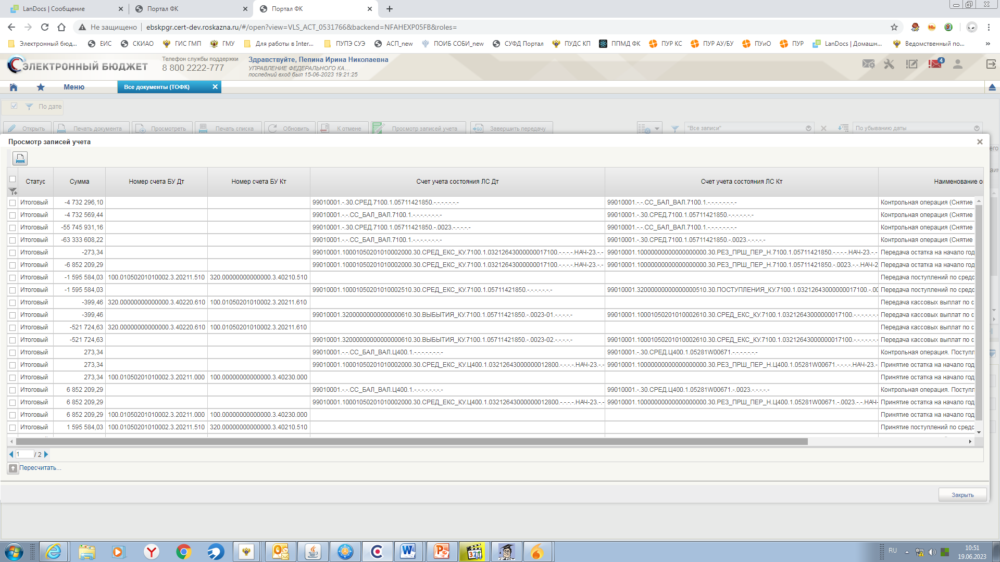 LanDocs | Сообщение
Портал ФК
Портал ФК
Не защищено
ebskpgr.cert-dev.roskazna.ru/#/open?view=VLS_ACT_0531766&backend=NFAHEXP05FB&roles=
Электронный бюд...
ЕИС
СКИАО
ГИС ГМП
ГМУ
Для работы в Inter...
ПУПЭ СУЭ
АСП_new
ПОИБ СОБИ_new
СУФД Портал
ПУДС КП
ППМД ФК
ПУР КС
ПУР АУ/БУ
ПУиО
ПУР
LanDocs | Домашн...
Ведомственный по...
ЭЛЕКТРОННЫЙ БЮДЖЕТ
Телефон службы поддержки
8 800 2222-777
Здравствуйте, Пепина Ирина Николаевна
УПРАВЛЕНИЕ ФЕДЕРАЛЬНОГО КА...
последний вход был 15-06-2023 19:21:25
4
Меню
Все документы (ТОФК)
По дате
Открыть
Печать документа
Просмотреть
Печать списка
Обновить
К отмене
Просмотр записей учета
Завершить передачу
"Все записи"
По убыванию даты
Просмотр записей учета
Статус Сумма Номер счета БУ Дт Номер счета БУ Кт Счет учета состояния ЛС Дт Счет учета состояния ЛС Кт Наименование о
Итоговый -4 732 296,10 99010001.-.30.СРЕД.7100.1.05711421850.-.-.-.-.-.- 99010001.-.-.СС_БАЛ_ВАЛ.7100.1.-.-.-.-.-.-.- Контрольная операция (Снятие
Итоговый -4 732 569,44 99010001.-.-.СС_БАЛ_ВАЛ.7100.1.-.-.-.-.-.-.- 99010001.-.30.СРЕД.7100.1.05711421850.-.-.-.-.-.- Контрольная операция (Снятие
Итоговый -55 745 931,16 99010001.-.30.СРЕД.7100.1.05711421850.-.0023.-.-.-.- 99010001.-.-.СС_БАЛ_ВАЛ.7100.1.-.-.-.-.-.-.- Контрольная операция (Снятие
Итоговый -63 333 608,22 99010001.-.-.СС_БАЛ_ВАЛ.7100.1.-.-.-.-.-.-.- 99010001.-.30.СРЕД.7100.1.05711421850.-.0023.-.-.-.- Контрольная операция (Снятие
Итоговый -273,34 99010001.10001050201010002000.30.СРЕД_ЕКС_КУ.7100.1.03212643000000017100.-.-.-.-.НАЧ-23.-.- 99010001.10000000000000000000.30.РЕЗ_ПРШ_ПЕР_Н.7100.1.05711421850.-.-.-.-.НАЧ-23.-.- Передача остатка на начало год
Итоговый -6 852 209,29 99010001.10001050201010002000.30.СРЕД_ЕКС_КУ.7100.1.03212643000000017100.-.-.-.-.НАЧ-23.-.- 99010001.10000000000000000000.30.РЕЗ_ПРШ_ПЕР_Н.7100.1.05711421850.-.0023.-.-.НАЧ-2 Передача остатка на начало год
Итоговый -1 595 584,03 100.01050201010002.3.20211.510 320.00000000000000.3.40210.510 Передача поступлений по средс
Итоговый -1 595 584,03 99010001.10001050201010002510.30.СРЕД_ЕКС_КУ.7100.1.05711421850.-.-.-.-.-.-.- 99010001.32000000000000000510.30.ПОСТУПЛЕНИЯ_КУ.7100.1.03212643000000017100.-.00 Передача поступлений по средс
Итоговый -399,46 320.00000000000000.3.40220.610 100.01050201010002.3.20211.610 Передача кассовых выплат по с
Итоговый -399,46 99010001.32000000000000000610.30.ВЫБЫТИЯ_КУ.7100.1.05711421850.-.0023-01.-.-.-.- 99010001.10001050201010002610.30.СРЕД_ЕКС_КУ.7100.1.03212643000000017100.-.-.-.-.-.- Передача кассовых выплат по с
Итоговый -521 724,63 320.00000000000000.3.40220.610 100.01050201010002.3.20211.610 Передача кассовых выплат по с
Итоговый -521 724,63 99010001.32000000000000000610.30.ВЫБЫТИЯ_КУ.7100.1.05711421850.-.0023-02.-.-.-.- 99010001.10001050201010002610.30.СРЕД_ЕКС_КУ.7100.1.03212643000000017100.-.-.-.-.-.- Передача кассовых выплат по с
Итоговый 273,34 99010001.-.-.СС_БАЛ_ВАЛ.Ц400.1.-.-.-.-.-.-.- 99010001.-.30.СРЕД.Ц400.1.05281W00671.-.-.-.-.-.- Контрольная операция. Поступл
Итоговый 273,34 99010001.10001050201010002000.30.СРЕД_ЕКС_КУ.Ц400.1.03212643000000012800.-.-.-.-.НАЧ-23.-.- 99010001.10000000000000000000.30.РЕЗ_ПРШ_ПЕР_Н.Ц400.1.05281W00671.-.-.-.-.НАЧ-23.- Принятие остатка на начало год
Итоговый 273,34 100.01050201010002.3.20211.000 100.00000000000000.3.40230.000 Принятие остатка на начало год
Итоговый 6 852 209,29 99010001.-.-.СС_БАЛ_ВАЛ.Ц400.1.-.-.-.-.-.-.- 99010001.-.30.СРЕД.Ц400.1.05281W00671.-.0023.-.-.-.- Контрольная операция. Поступл
Итоговый 6 852 209,29 99010001.10001050201010002000.30.СРЕД_ЕКС_КУ.Ц400.1.03212643000000012800.-.-.-.-.НАЧ-23.-.- 99010001.10000000000000000000.30.РЕЗ_ПРШ_ПЕР_Н.Ц400.1.05281W00671.-.0023.-.-.НАЧ- Принятие остатка на начало год
Итоговый 6 852 209,29 100.01050201010002.3.20211.000 100.00000000000000.3.40230.000 Принятие остатка на начало год
Итоговый 1 595 584,03 100.01050201010002.3.20211.510 320.00000000000000.3.40210.510 Принятие поступлений по средс
1 / 2
Пересчитать...
Закрыть
RU
10:51
19.06.2023